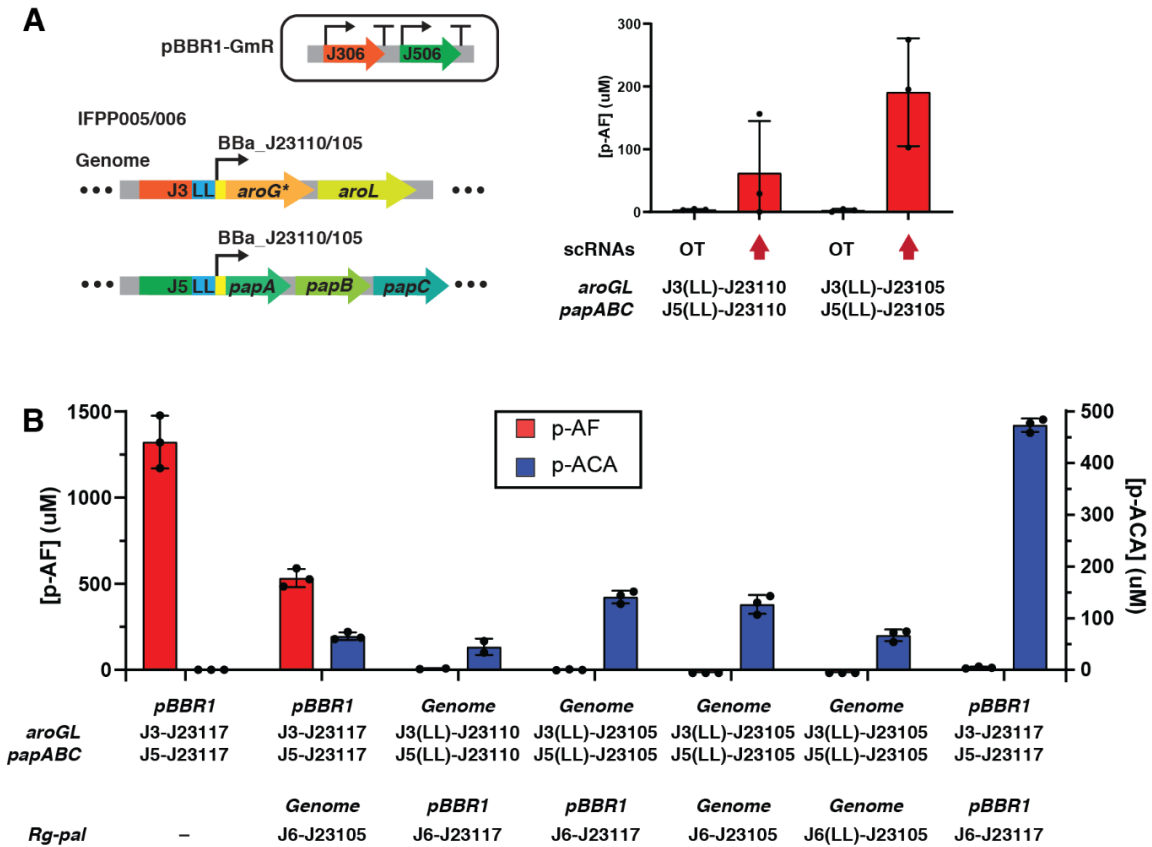 A
pBBR1-GmR
J306 J506
IFPP005/006
Genome
BBa_J23110/105
J3 LL aroG* aroL
BBa_J23110/105
J5 LL papA papB papC
[p-AF] (uM)
300
200
100
0
scRNAs OT OT
aroGL J3(LL)-J23110 J3(LL)-J23105
papABC J5(LL)-J23110 J5(LL)-J23105
B
[p-AF] (uM)
1500
1000
500
0
p-AF
p-ACA
500
400
300
200
100
0
[p-ACA] (uM)
pBBR1 pBBR1 Genome Genome Genome Genome pBBR1
aroGL J3-J23117 J3-J23117 J3(LL)-J23110 J3(LL)-J23105 J3(LL)-J23105 J3(LL)-J23105 J3-J23117
papABC J5-J23117 J5-J23117 J5(LL)-J23110 J5(LL)-J23105 J5(LL)-J23105 J5(LL)-J23105 J5-J23117
Genome pBBR1 pBBR1 Genome Genome pBBR1
Rg-pal – J6-J23105 J6-J23117 J6-J23117 J6-J23105 J6(LL)-J23105 J6-J23117